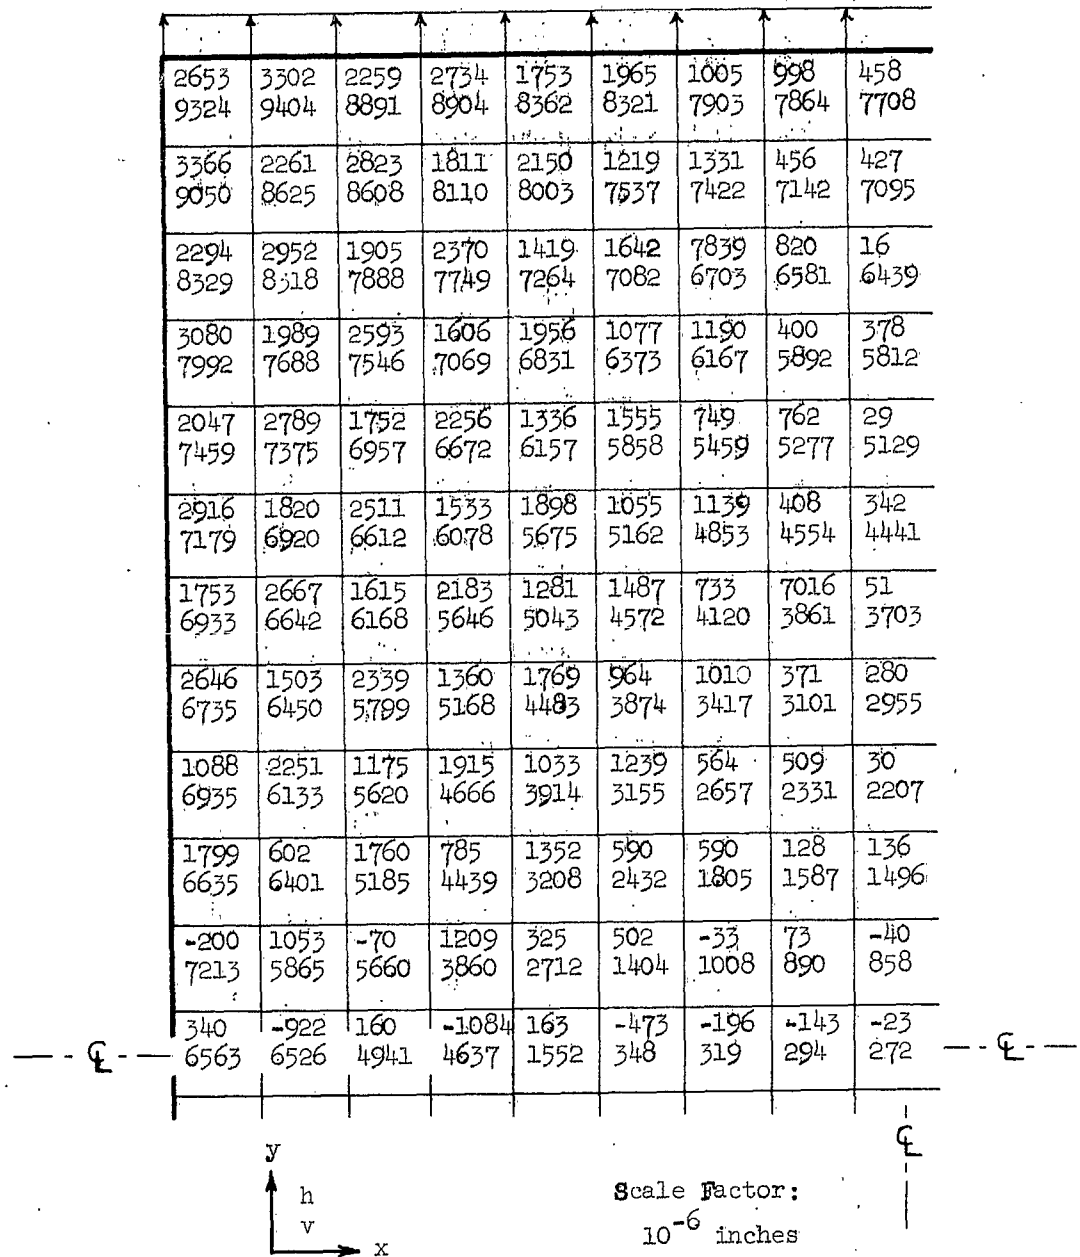 2653 3302 2259 2734 1753 1965 1005 998 458
9324 9404 8891 8904 8362 8321 7903 7864 7708
3366 2261 2823 1811 2150 1219 1331 456 427
9050 8625 8608 8110 8003 7537 7422 7142 7095
2294 2952 1905 2370 1419 1642 7839 820 16
8329 8318 7888 7749 7264 7082 6703 6581 6439
3080 1989 2593 1606 1956 1077 1190 400 378
7992 7688 7546 7069 6831 6373 6167 5892 5812
2047 2789 1752 2256 1336 1555 749 762 29
7459 7375 6957 6672 6157 5858 5459 5277 5129
2916 1820 2511 1533 1898 1055 1139 408 342
7179 6920 6612 6078 5675 5162 4853 4554 4441
1753 2667 1615 2183 1281 1487 733 7016 51
6933 6642 6168 5646 5043 4572 4120 3861 3703
2646 1503 2339 1360 1769 964 1010 371 280
6735 6450 5799 5168 4483 3874 3417 3101 2955
1088 2251 1175 1915 1033 1239 564 509 30
6935 6133 5620 4666 3914 3155 2657 2331 2207
1799 602 1760 785 1352 590 590 128 136
6635 6401 5185 4439 3208 2432 1805 1587 1496
-200 1053 -70 1209 325 502 -33 73 -40
7213 5865 5660 3860 2712 1404 1008 890 858
340 -922 160 -1084 163 -473 -196 -143 -23
℄ 6563 6526 4941 4637 1552 348 319 294 272 ℄
℄
y
h
v
x
Scale Factor:
10^-6 inches